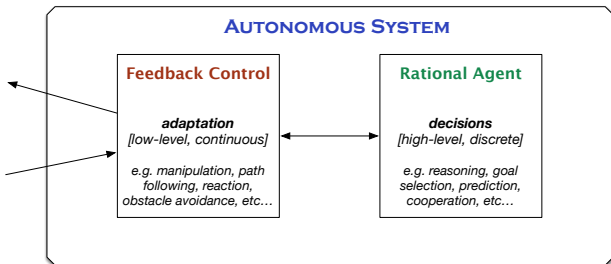 AUTONOMOUS SYSTEM
Feedback Control
adaptation
[low-level, continuous]
e.g. manipulation, path
following, reaction,
obstacle avoidance, etc...
Rational Agent
decisions
[high-level, discrete]
e.g. reasoning, goal
selection, prediction,
cooperation, etc...